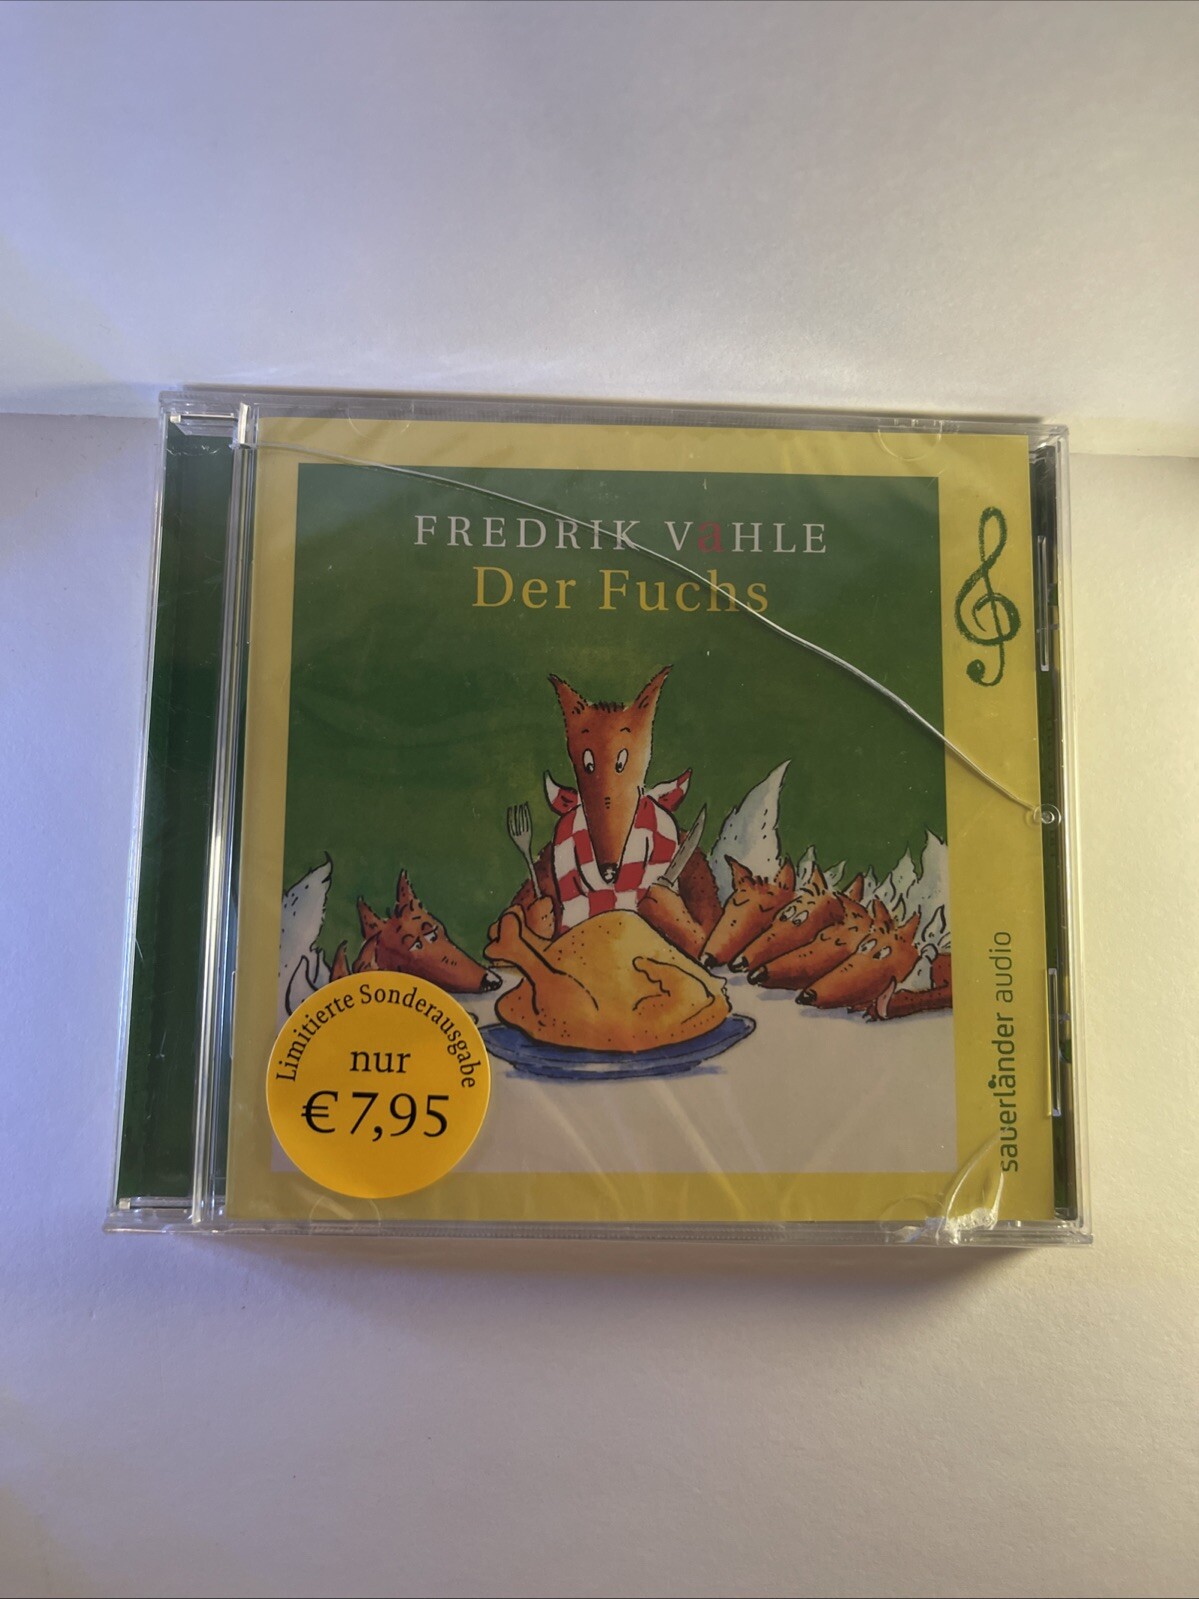 FREDRIK VaHLE
Der Fuchs
Limitierte Sonderausgabe
nur
€ 7,95
sauerländer audio